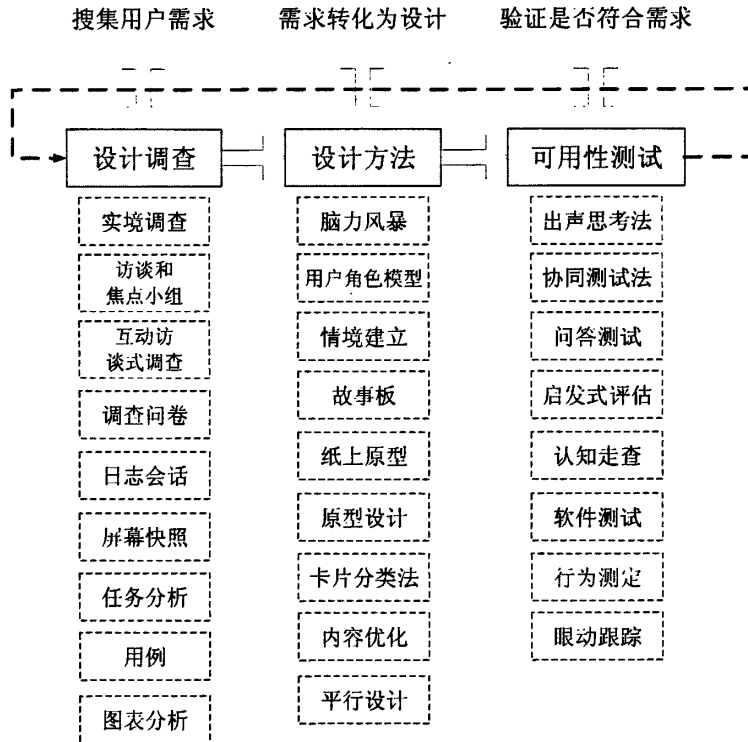 搜集用户需求
需求转化为设计
验证是否符合需求
设计调查
设计方法
可用性测试
实境调查
访谈和
焦点小组
互动访
谈式调查
调查问卷
日志会话
屏幕快照
任务分析
用例
图表分析
脑力风暴
用户角色模型
情境建立
故事板
纸上原型
原型设计
卡片分类法
内容优化
平行设计
出声思考法
协同测试法
问答测试
启发式评估
认知走查
软件测试
行为测定
眼动跟踪